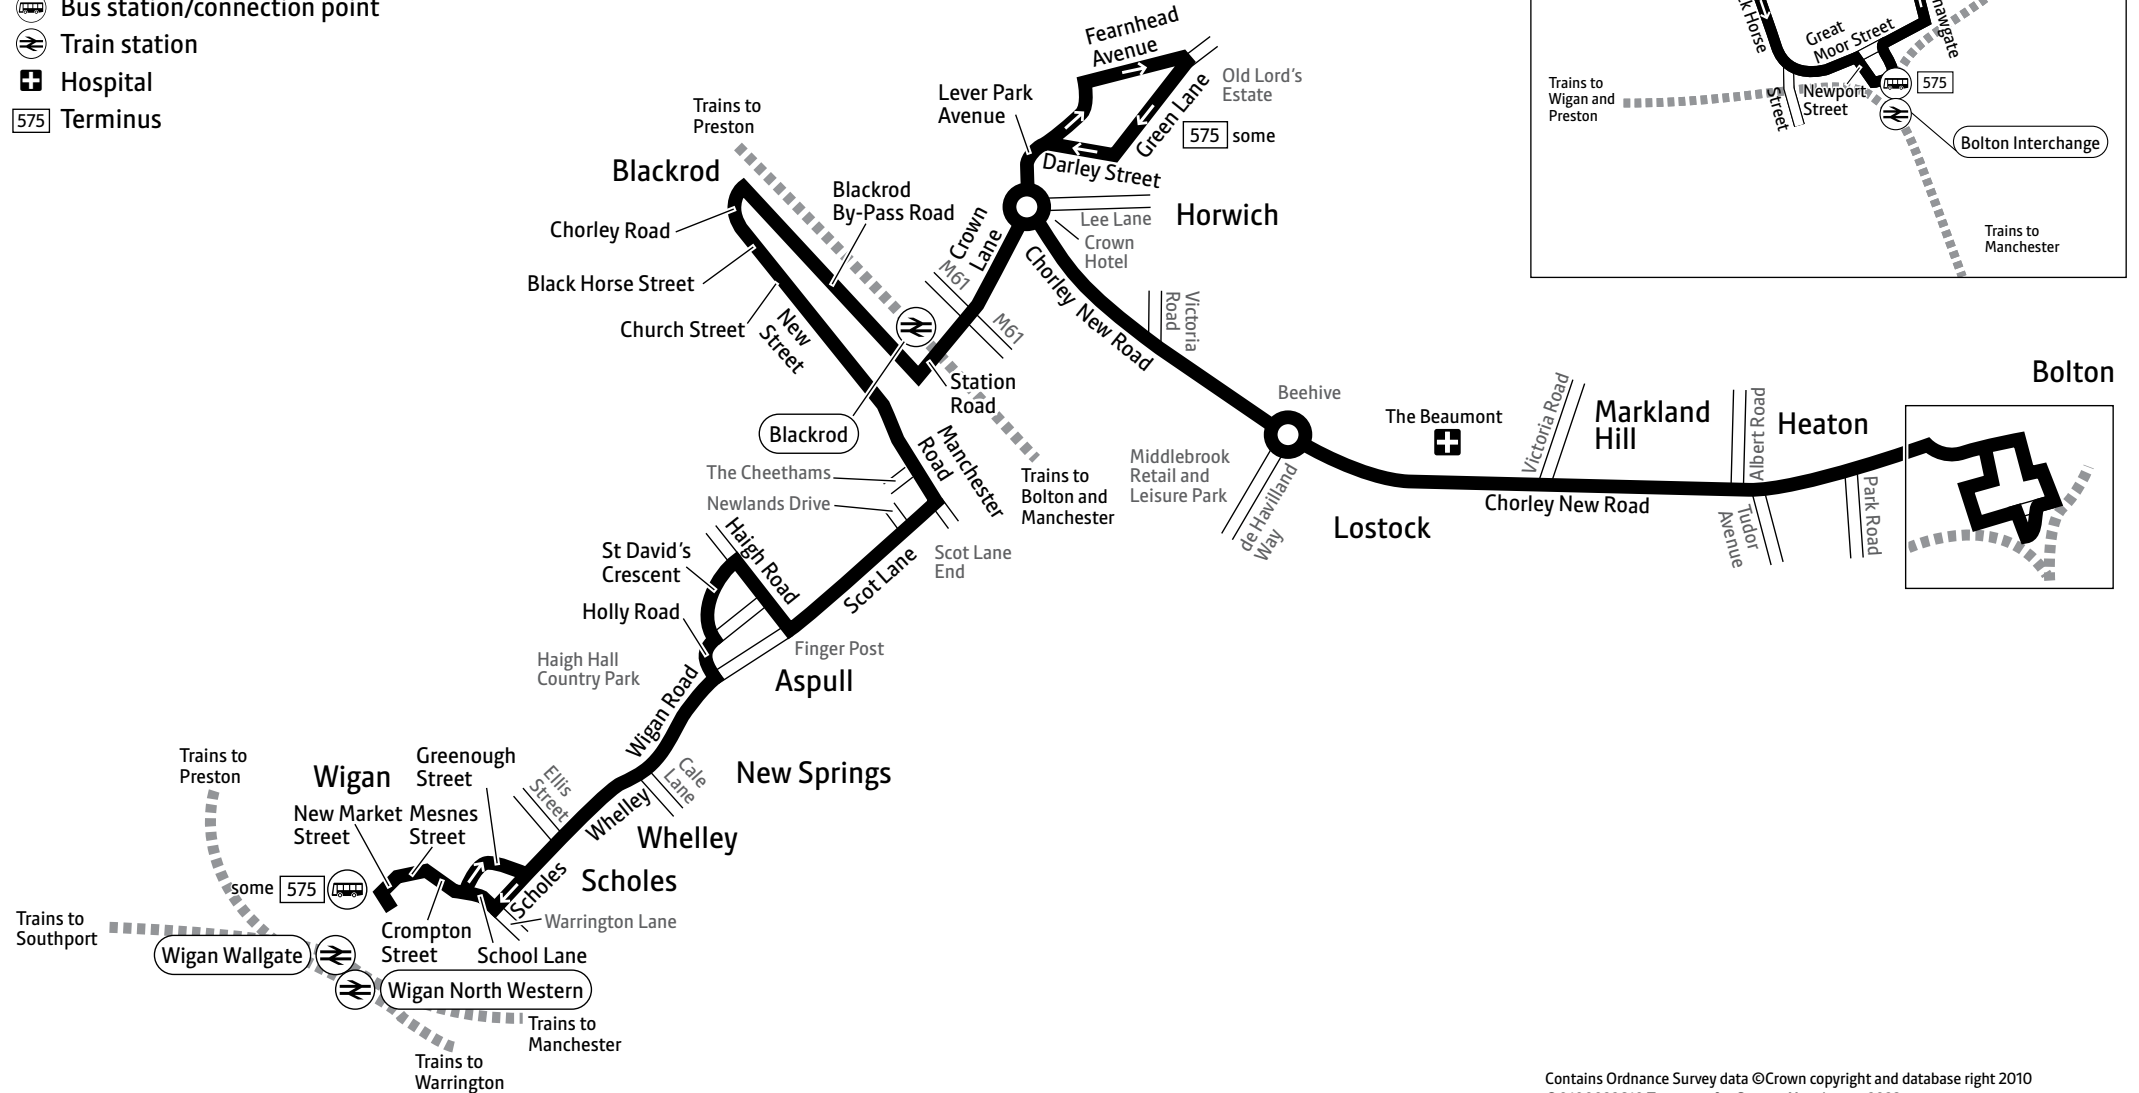 Bus station/connection point
Train station
Hospital
575 Terminus
Fearnhead
Avenue
Old Lord's
Estate
Lever Park
Avenue
Green Lane
575 some
Darley Street
Trains to
Preston
Blackrod
Blackrod
By-Pass Road
Chorley Road
Black Horse Street
Church Street
New
Street
Crown
Lane
M61
M61
Lee Lane
Crown
Hotel
Horwich
Chorley New Road
Victoria
Road
Station
Road
Blackrod
Manchester
Road
The Cheethams
Newlands Drive
Trains to
Bolton and
Manchester
Scot Lane
End
Scot Lane
Haigh Road
St David's
Crescent
Holly Road
Finger Post
Haigh Hall
Country Park
Aspull
Wigan Road
Beehive
Middlebrook
Retail and
Leisure Park
de Havilland
Way
Lostock
The Beaumont
Victoria Road
Markland
Hill
Albert Road
Heaton
Chorley New Road
Tudor
Avenue
Park Road
Bolton
Great
Moor Street
Trains to
Wigan and
Preston
Street
Newport
Street
575
Bolton Interchange
Trains to
Manchester
Trains to
Preston
Wigan
Greenough
Street
New Market
Street
Mesnes
Street
Ellis
Street
Cale
Lane
New Springs
Whelley
Whelley
Scholes
Scholes
some 575
Warrington Lane
Crompton
Street
School Lane
Trains to
Southport
Wigan Wallgate
Wigan North Western
Trains to
Manchester
Trains to
Warrington
Contains Ordnance Survey data ©Crown copyright and database right 2010